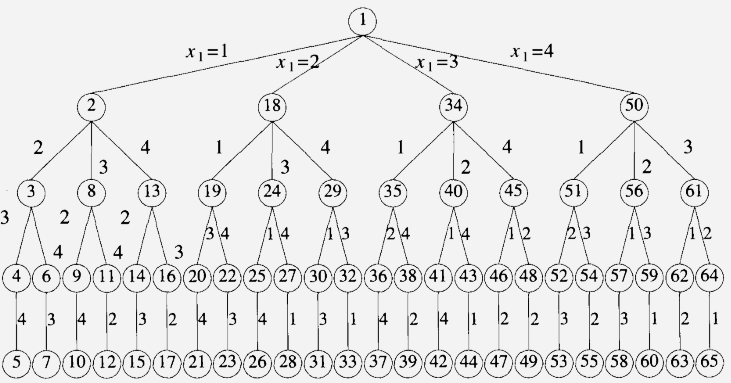 1
x1=1 x1=2 x1=3 x1=4
2 18 34 50
2 3 4 1 3 4 1 2 4 1 2 3
3 8 13 19 24 29 35 40 45 51 56 61
3 4 2 4 2 3 3 4 1 4 1 3 2 4 1 4 1 2 2 3 1 3 1 2
4 6 9 11 14 16 20 22 25 27 30 32 36 38 41 43 46 48 52 54 57 59 62 64
4 3 4 2 3 2 4 3 4 1 3 1 4 2 4 1 2 2 3 2 3 1 2 1
5 7 10 12 15 17 21 23 26 28 31 33 37 39 42 44 47 49 53 55 58 60 63 65